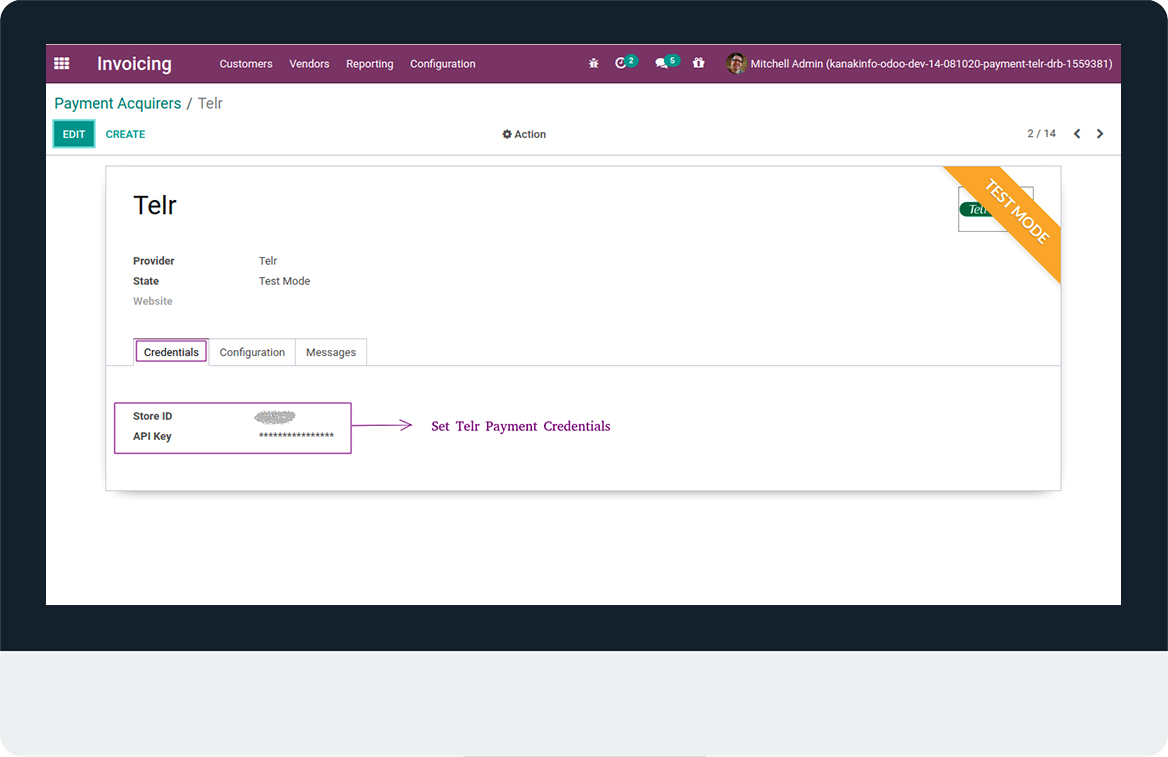 Invoicing Customers Vendors Reporting Configuration 2 5 Mitchell Admin (kanakinfo-odoo-dev-14-081020-payment-telr-drb-1559381)
Payment Acquirers / Telr
EDIT CREATE Action 2 / 14
Telr
TEST MODE
Provider Telr
State Test Mode
Website
Credentials Configuration Messages
Store ID
API Key ****************
Set Telr Payment Credentials